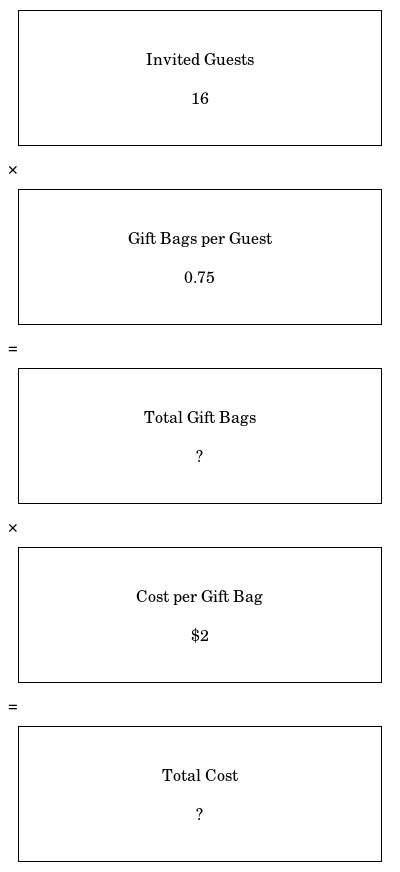 Invited Guests
16
×
Gift Bags per Guest
0.75
=
Total Gift Bags
?
×
Cost per Gift Bag
$2
=
Total Cost
?